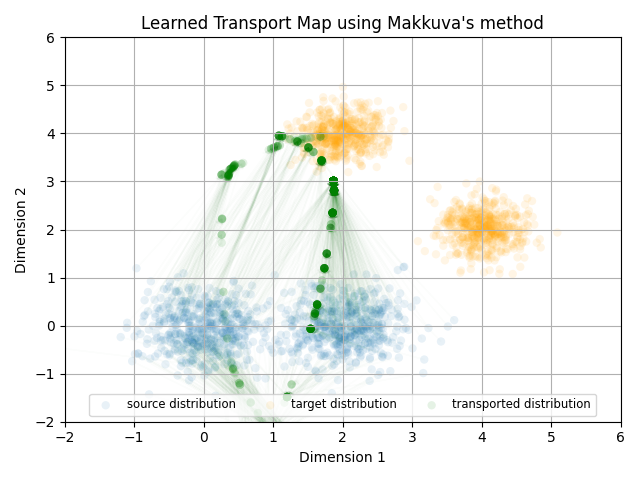 Learned Transport Map using Makkuva's method
6
5
4
3
2
1
0
−1
−2
Dimension 2
source distribution target distribution transported distribution
−2 −1 0 1 2 3 4 5 6
Dimension 1